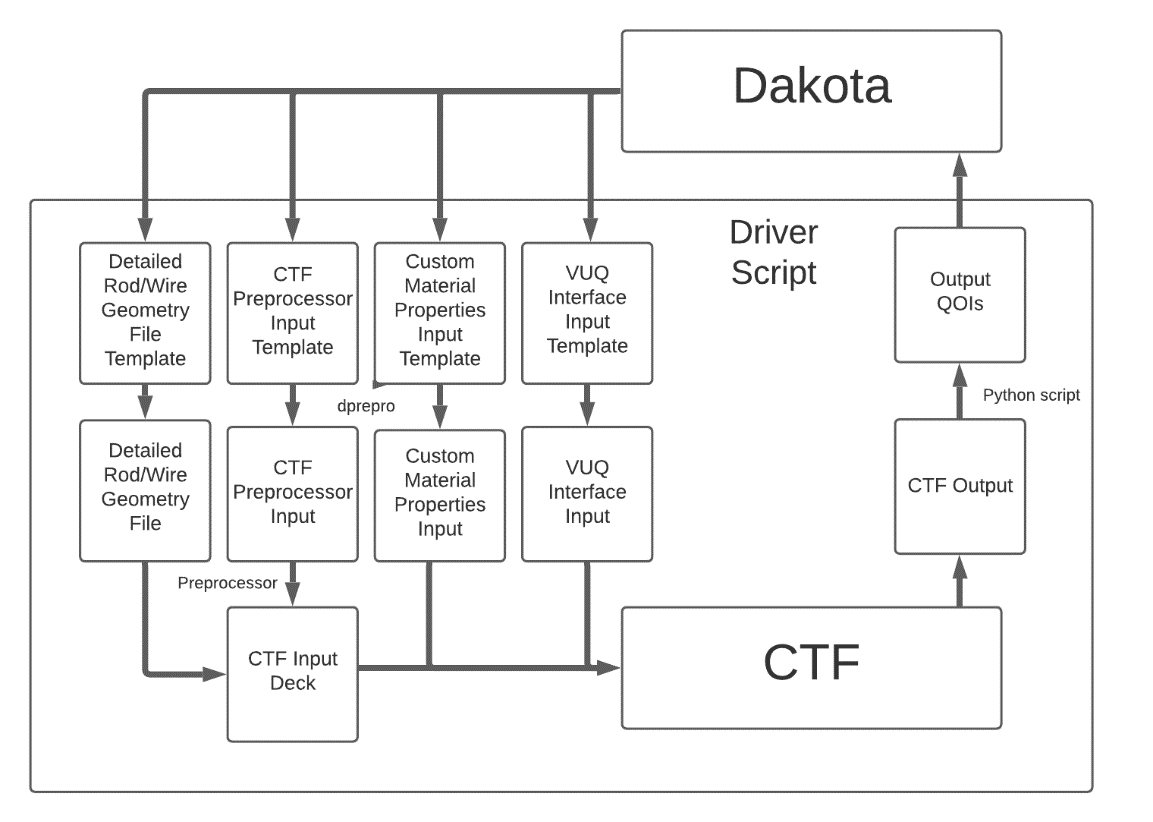 Dakota
Driver
Script
Detailed
Rod/Wire
Geometry
File
Template
CTF
Preprocessor
Input
Template
Custom
Material
Properties
Input
Template
VUQ
Interface
Input
Template
Output
QOIs
dprepro
Python script
Detailed
Rod/Wire
Geometry
File
CTF
Preprocessor
Input
Custom
Material
Properties
Input
VUQ
Interface
Input
CTF Output
Preprocessor
CTF Input
Deck
CTF